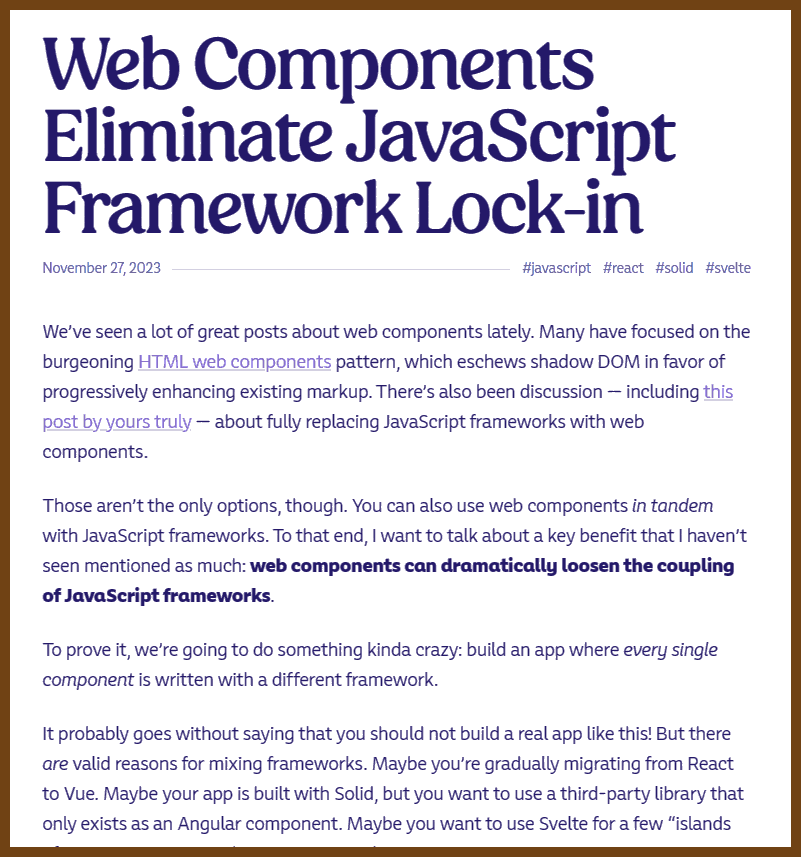 Web Components
Eliminate JavaScript
Framework Lock-in
November 27, 2023 #javascript #react #solid #svelte
We’ve seen a lot of great posts about web components lately. Many have focused on the
burgeoning HTML web components pattern, which eschews shadow DOM in favor of
progressively enhancing existing markup. There’s also been discussion — including this
post by yours truly — about fully replacing JavaScript frameworks with web
components.
Those aren’t the only options, though. You can also use web components in tandem
with JavaScript frameworks. To that end, I want to talk about a key benefit that I haven’t
seen mentioned as much: web components can dramatically loosen the coupling
of JavaScript frameworks.
To prove it, we’re going to do something kinda crazy: build an app where every single
component is written with a different framework.
It probably goes without saying that you should not build a real app like this! But there
are valid reasons for mixing frameworks. Maybe you’re gradually migrating from React
to Vue. Maybe your app is built with Solid, but you want to use a third-party library that
only exists as an Angular component. Maybe you want to use Svelte for a few “islands